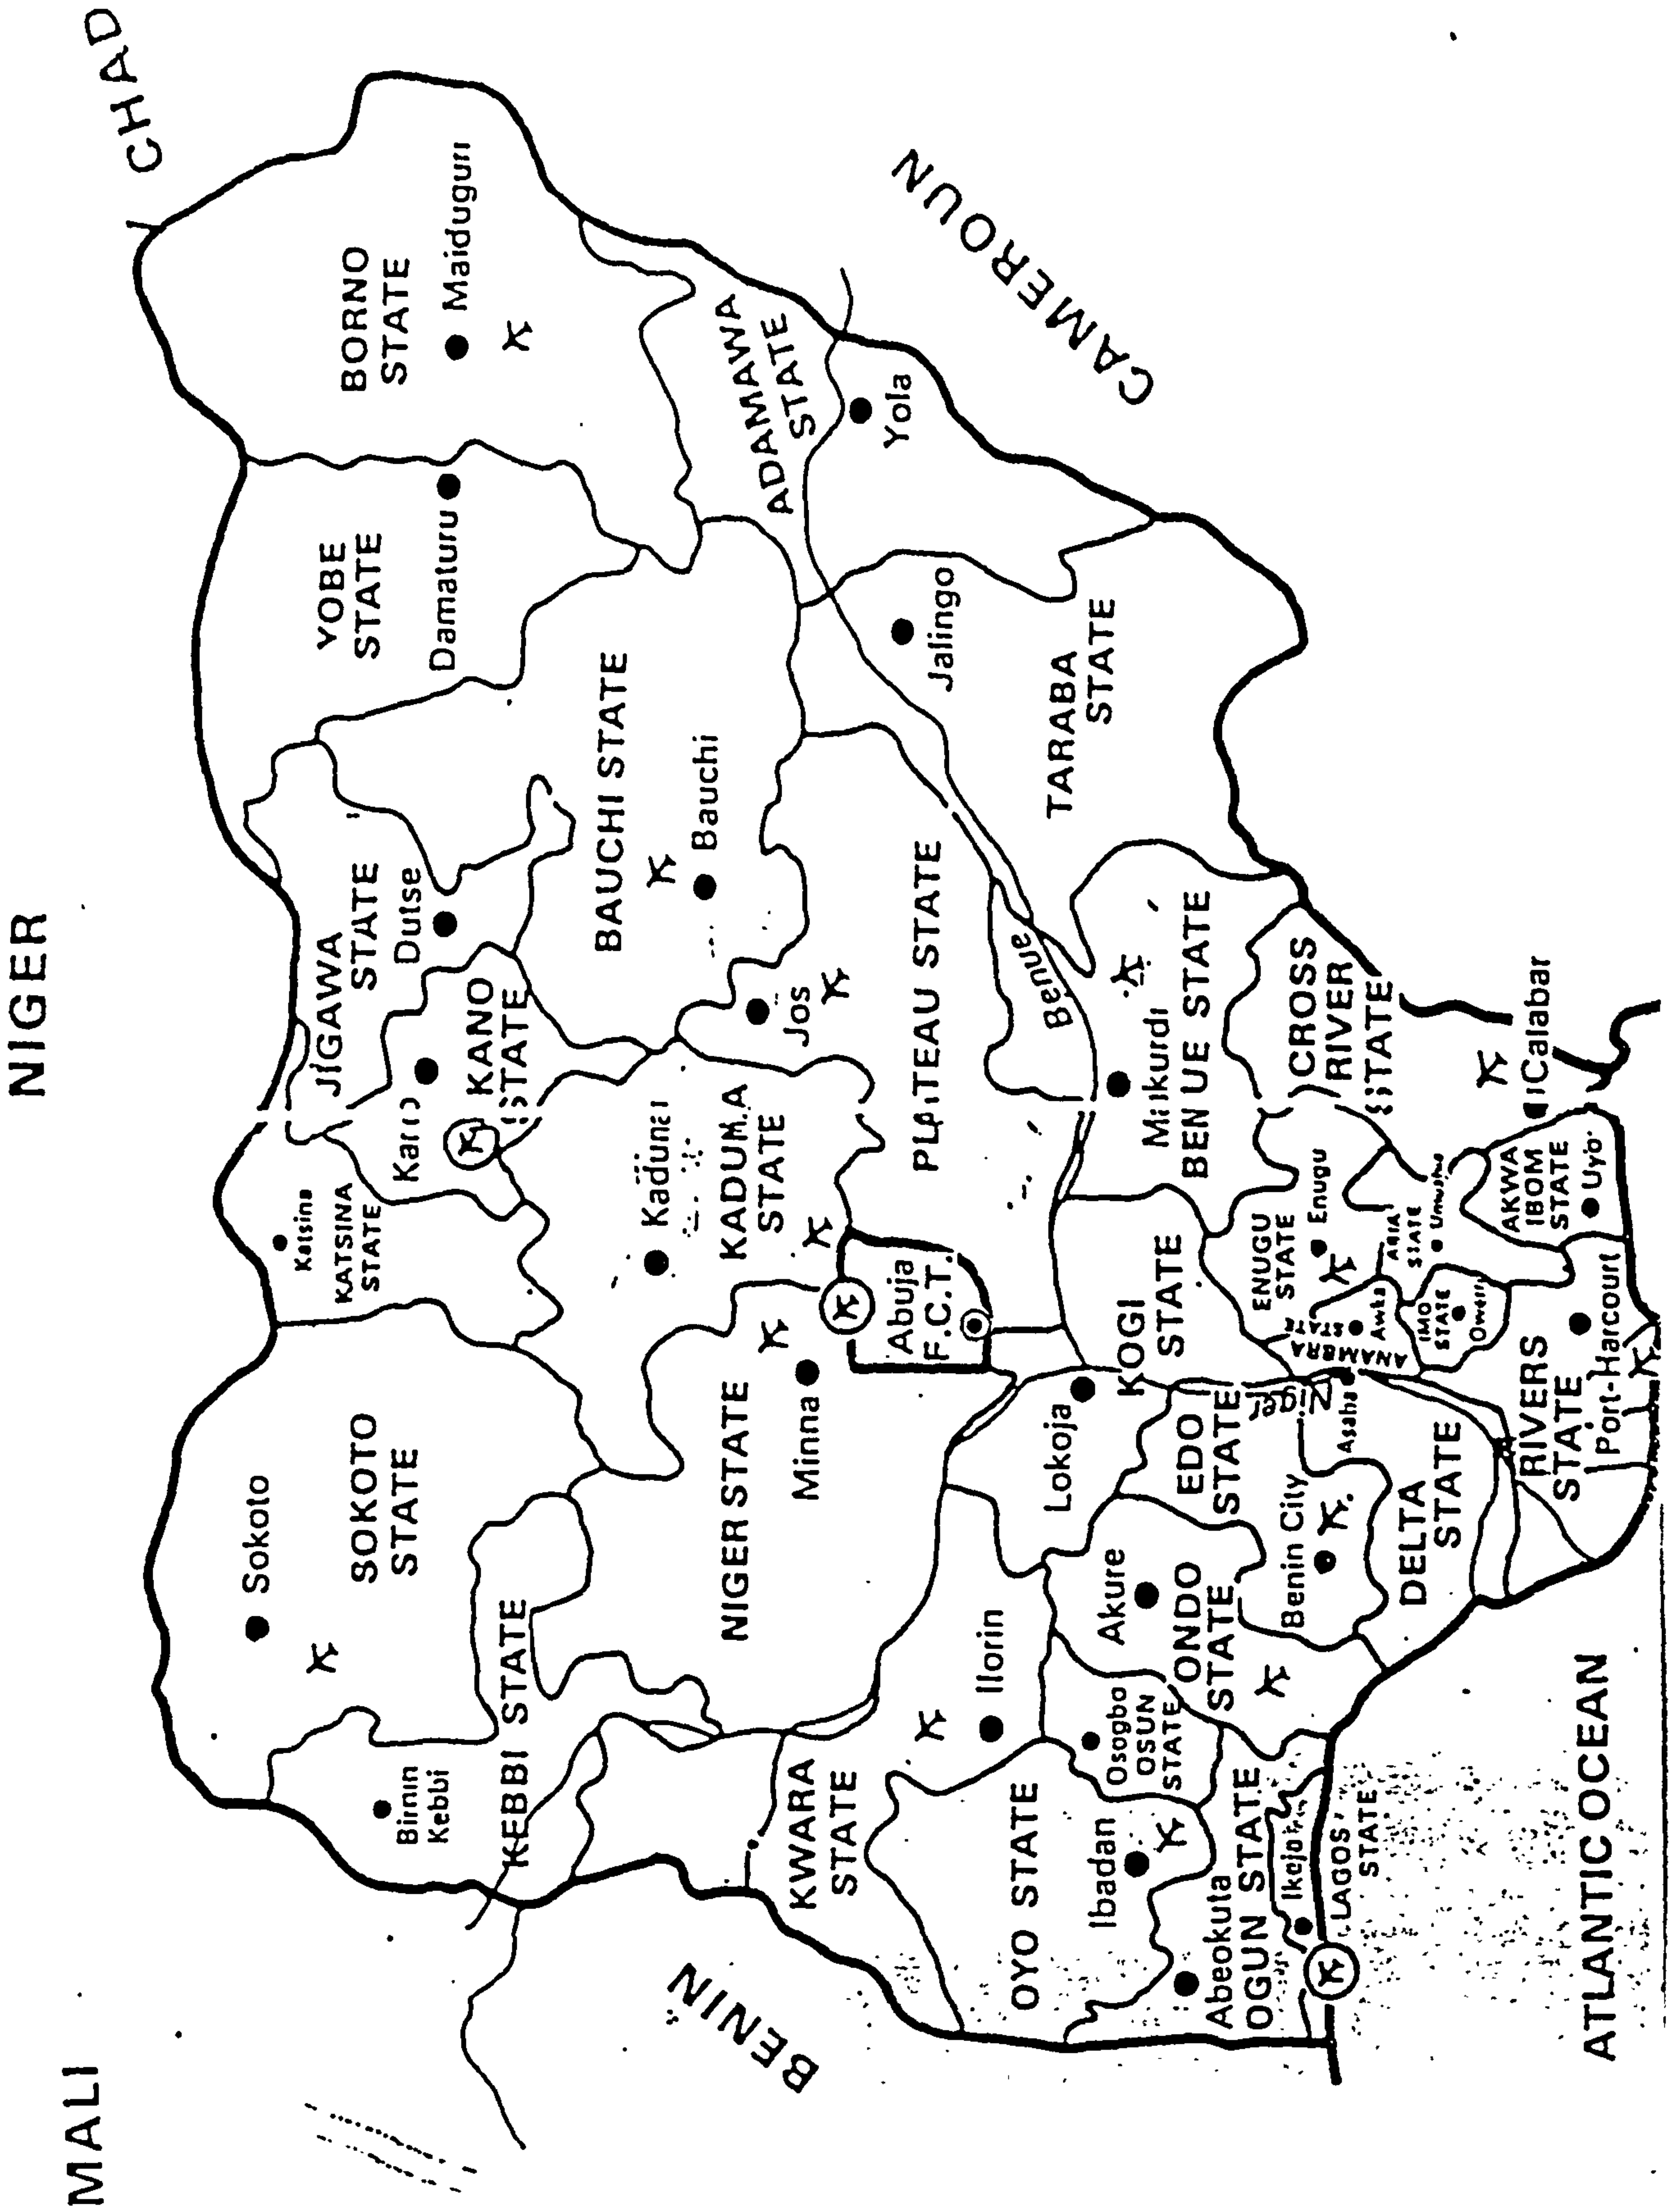 MALI
NIGER
CHAD
Sokoto
SOKOTO
STATE
Birnin
Kebbi
KEBBI STATE
Katsina
KATSINA
STATE
JIGAWA
STATE
Dutse
KANO
STATE
YOBE
STATE
Damaturu
BORNO
STATE
Maiduguri
BAUCHI STATE
Bauchi
KADUNA
STATE
Jos
ADAMAWA
STATE
Yola
NIGER STATE
Minna
Abuja
F.C.T.
PLATEAU STATE
Jalingo
TARABA
STATE
BENIN
KWARA
STATE
Ilorin
Lokoja
KOGI
STATE
Benue
Makurdi
BENUE STATE
CAMEROUN
OYO STATE
Ibadan
Osogbo
OSUN
STATE
Akure
ONDO
STATE
EDO
STATE
Benin City
Niger
Asaba
ENUGU
STATE
Enugu
ANAMBRA
STATE
Awka
IMO
STATE
Owerri
STATE
CROSS
RIVER
STATE
Calabar
Abeokuta
OGUN STATE
Ikeja
LAGOS
STATE
DELTA
STATE
RIVERS
STATE
Port-Harcourt
AKWA
IBOM
STATE
Uyo
ATLANTIC OCEAN